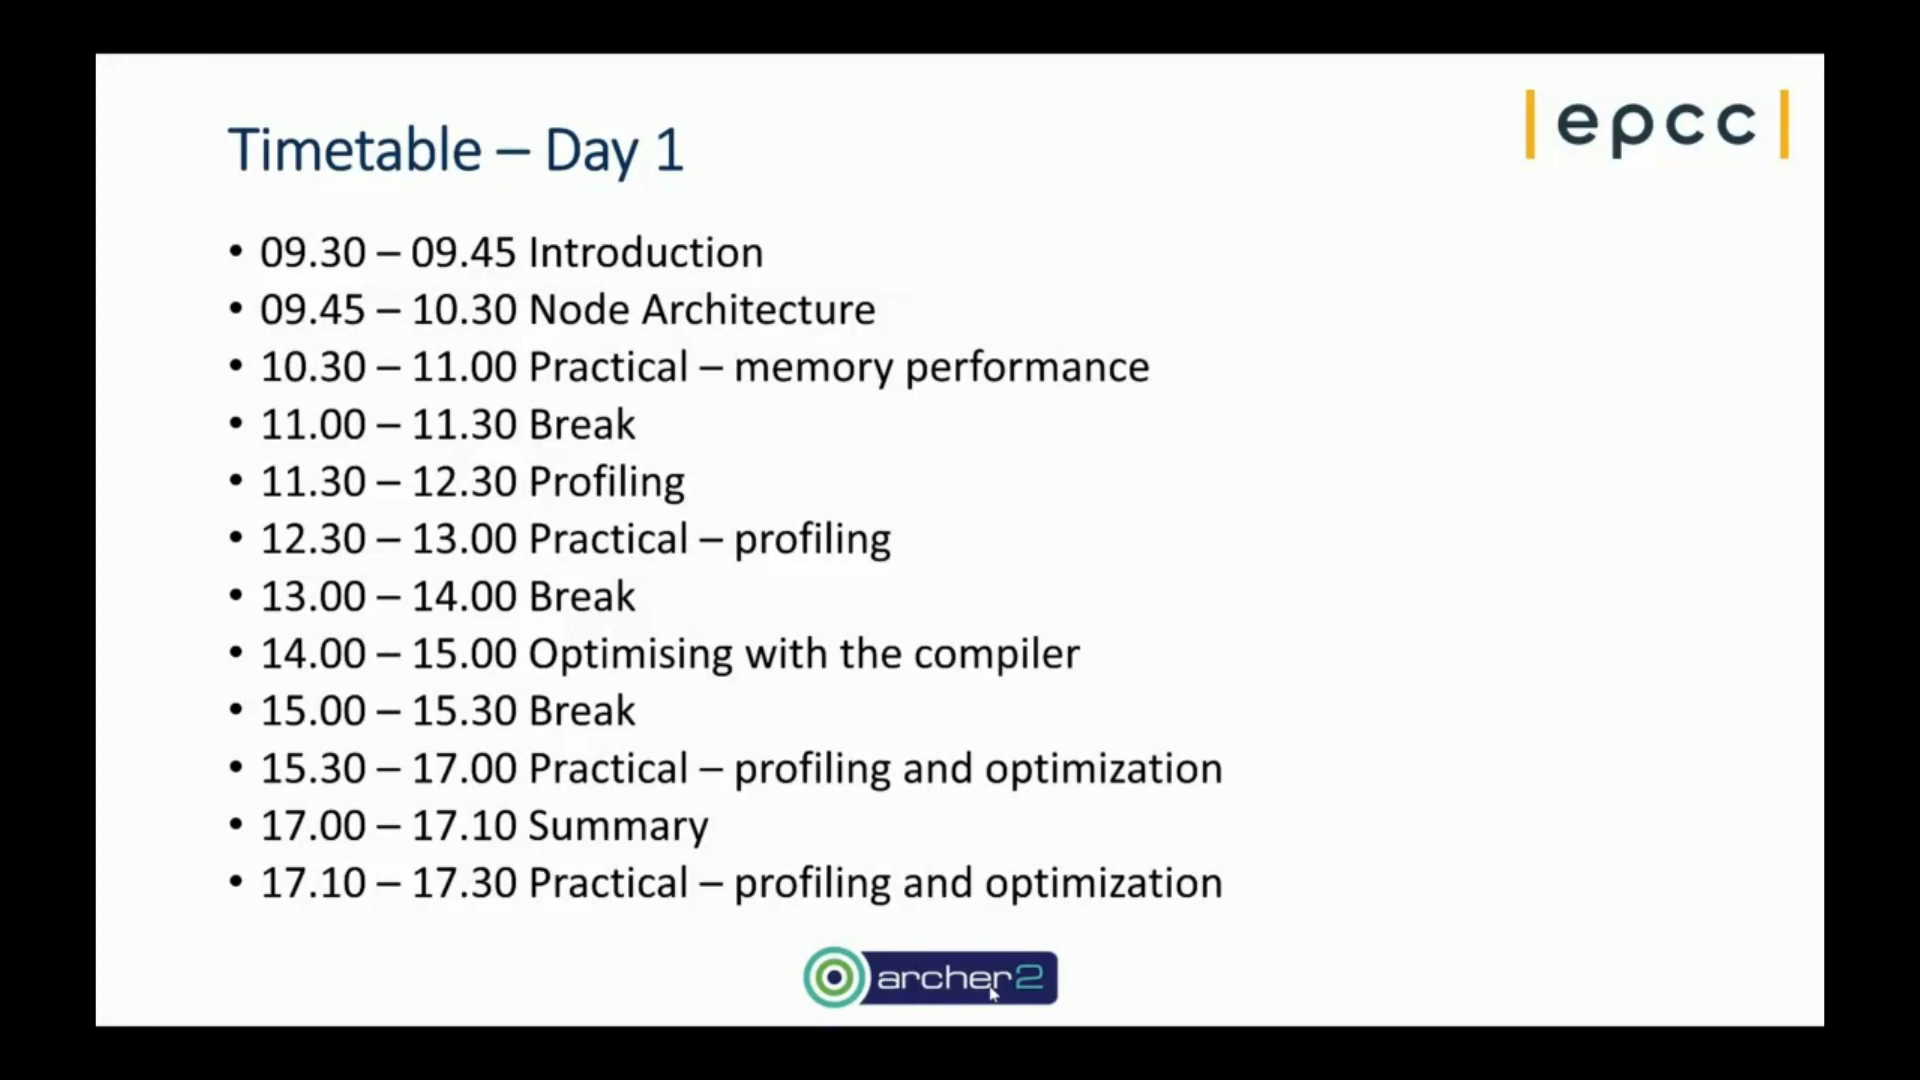 |epcc|
Timetable – Day 1
• 09.30 – 09.45 Introduction
• 09.45 – 10.30 Node Architecture
• 10.30 – 11.00 Practical – memory performance
• 11.00 – 11.30 Break
• 11.30 – 12.30 Profiling
• 12.30 – 13.00 Practical – profiling
• 13.00 – 14.00 Break
• 14.00 – 15.00 Optimising with the compiler
• 15.00 – 15.30 Break
• 15.30 – 17.00 Practical – profiling and optimization
• 17.00 – 17.10 Summary
• 17.10 – 17.30 Practical – profiling and optimization
archer2